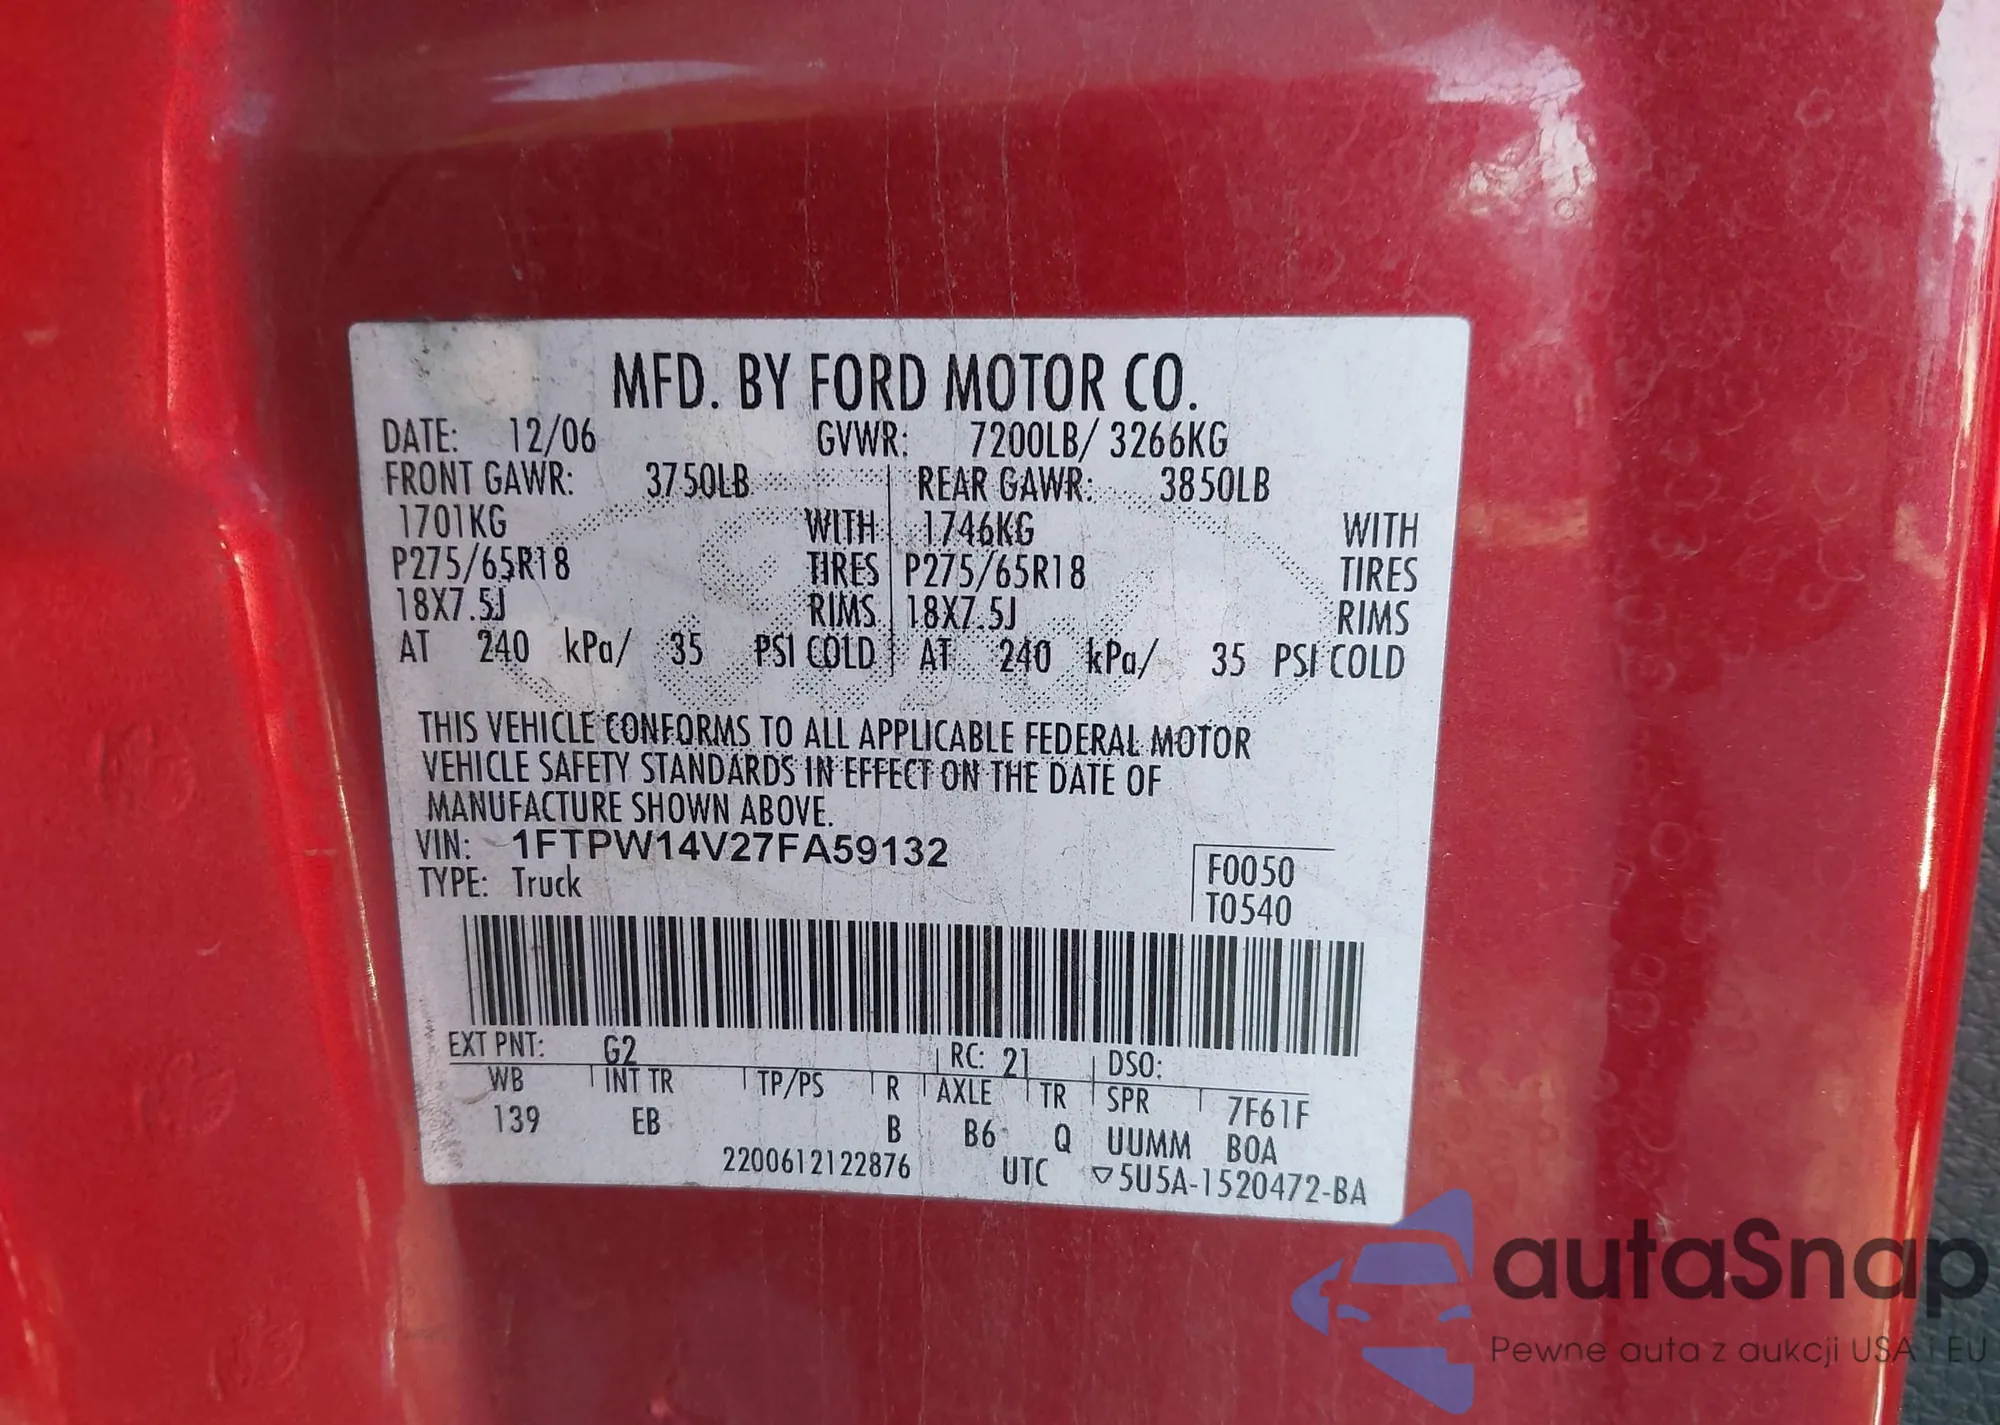 MFD. BY FORD MOTOR CO.
DATE: 12/06 GVWR: 7200LB/ 3266KG
FRONT GAWR: 3750LB REAR GAWR: 3850LB
1701KG WITH 1746KG WITH
P275/65R18 TIRES P275/65R18 TIRES
18X7.5J RIMS 18X7.5J RIMS
AT 240 kPa/ 35 PSI COLD AT 240 kPa/ 35 PSI COLD
THIS VEHICLE CONFORMS TO ALL APPLICABLE FEDERAL MOTOR
VEHICLE SAFETY STANDARDS IN EFFECT ON THE DATE OF
MANUFACTURE SHOWN ABOVE.
VIN: 1FTPW14V27FA59132
TYPE: Truck
F0050
T0540
EXT PNT: G2 RC: 21 DSO:
WB INT TR TP/PS R AXLE TR SPR 7F61F
139 EB B B6 Q UUMM BOA
2200612122876 UTC ▽5U5A-1520472-BA
autaSnap
Pewne auta z aukcji USA i EU